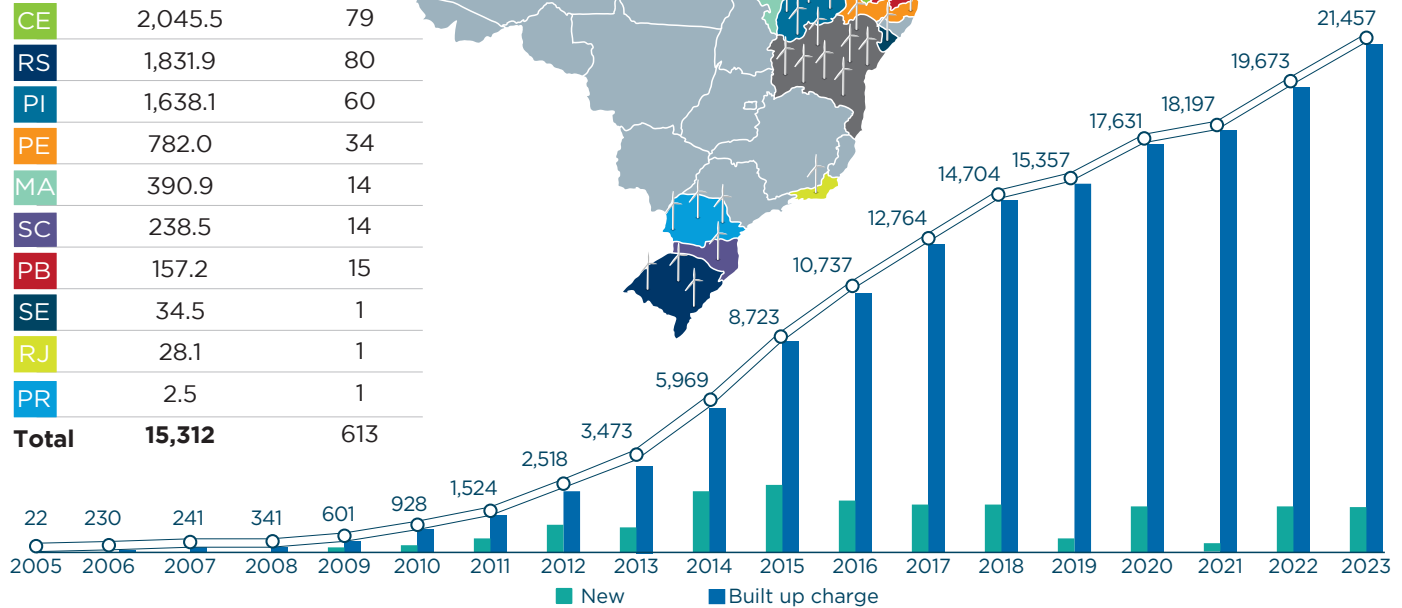 CE 2,045.5 79
RS 1,831.9 80
PI 1,638.1 60
PE 782.0 34
MA 390.9 14
SC 238.5 14
PB 157.2 15
SE 34.5 1
RJ 28.1 1
PR 2.5 1
Total 15,312 613
22 230 241 341 601 928 1,524 2,518 3,473 5,969 8,723 10,737 12,764 14,704 15,357 17,631 18,197 19,673 21,457
2005 2006 2007 2008 2009 2010 2011 2012 2013 2014 2015 2016 2017 2018 2019 2020 2021 2022 2023
New Built up charge